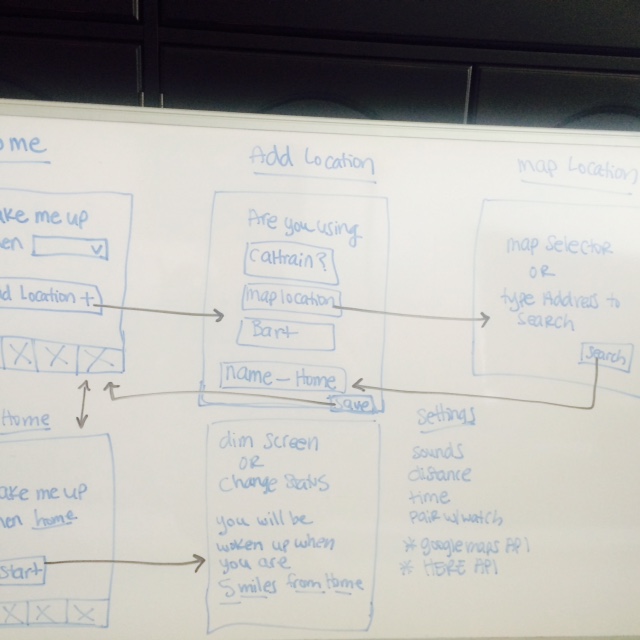 ome
ake me up
en
dd Location +
Home
ake me up
hen home
start
Add Location
Are you using
Caltrain?
map location
Bart
name - Home
save
dim screen
OR
Change Seats
you will be
woken up when
you are
5 miles from Home
map Location
map selector
OR
type Address to
search
search
settings
sounds
distance
time
pair w/ watch
* google maps API
* HERE API